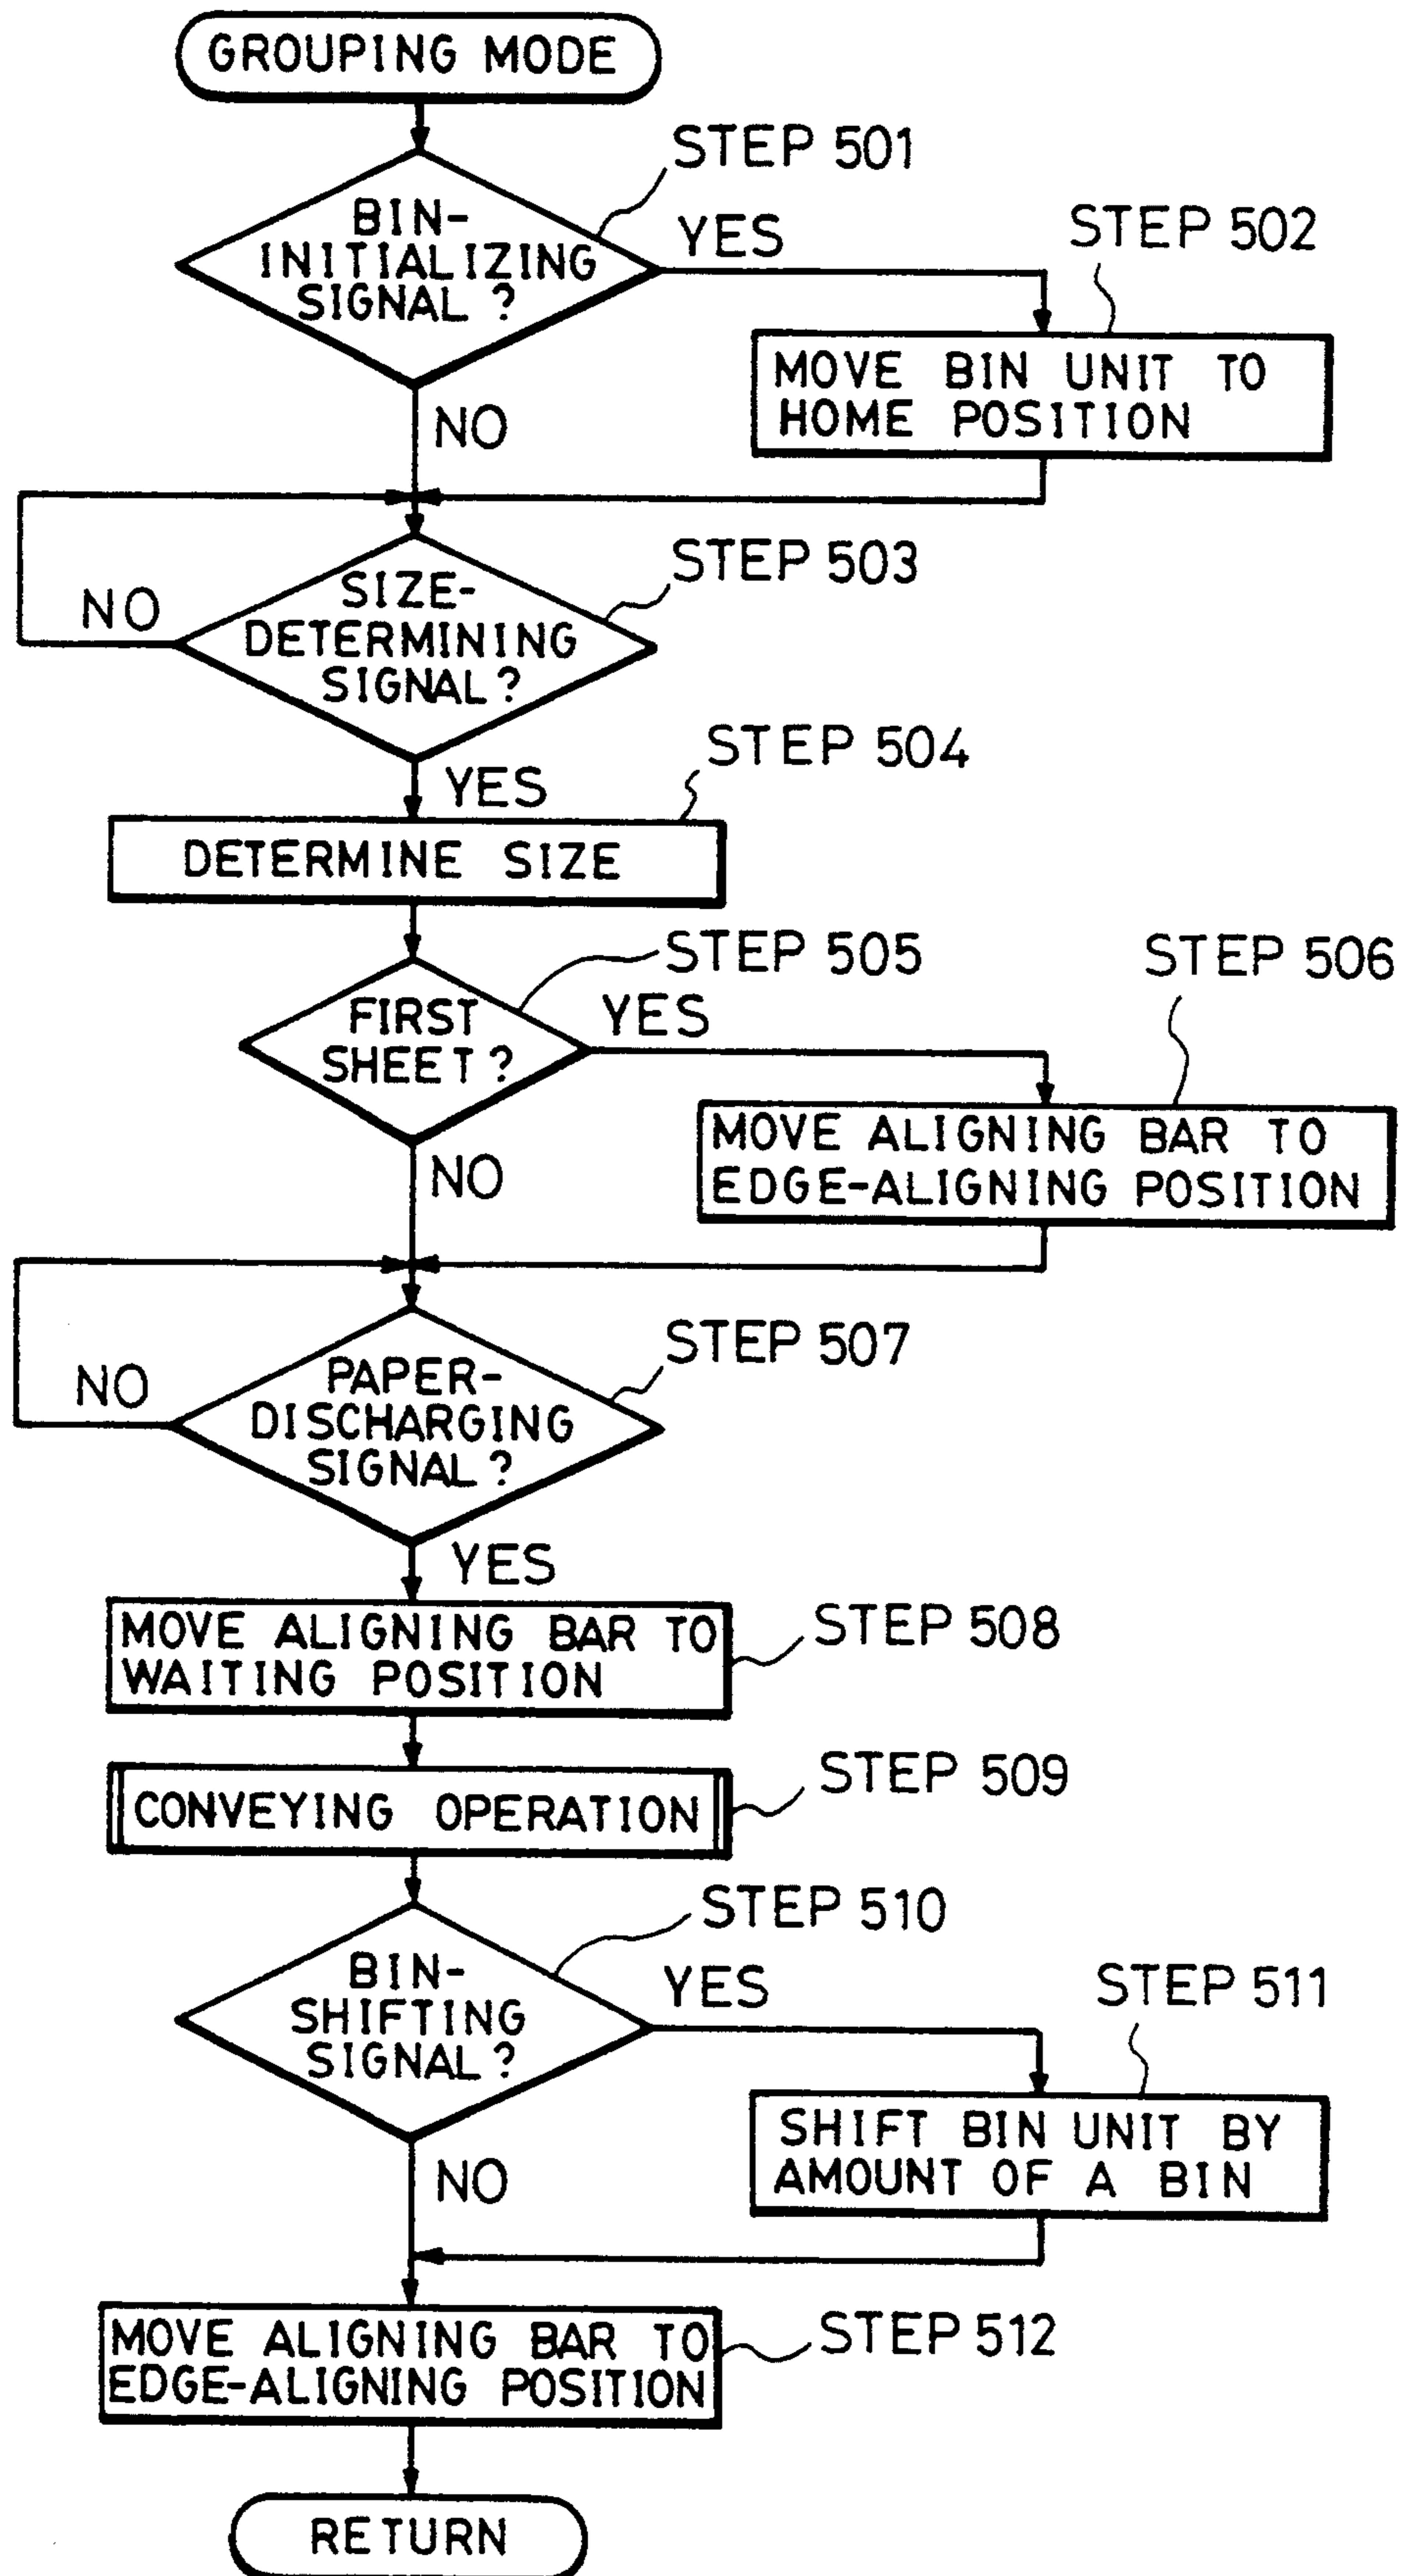 GROUPING MODE
STEP 501
BIN-
INITIALIZING
SIGNAL ?
YES
STEP 502
MOVE BIN UNIT TO
HOME POSITION
NO
STEP 503
SIZE-
DETERMINING
SIGNAL?
NO
YES
STEP 504
DETERMINE SIZE
STEP 505
FIRST
SHEET?
YES
STEP 506
MOVE ALIGNING BAR TO
EDGE-ALIGNING POSITION
NO
STEP 507
PAPER-
DISCHARGING
SIGNAL?
NO
YES
MOVE ALIGNING BAR TO
WAITING POSITION
STEP 508
CONVEYING OPERATION
STEP 509
STEP 510
BIN-
SHIFTING
SIGNAL?
YES
STEP 511
SHIFT BIN UNIT BY
AMOUNT OF A BIN
NO
MOVE ALIGNING BAR TO
EDGE-ALIGNING POSITION
STEP 512
RETURN